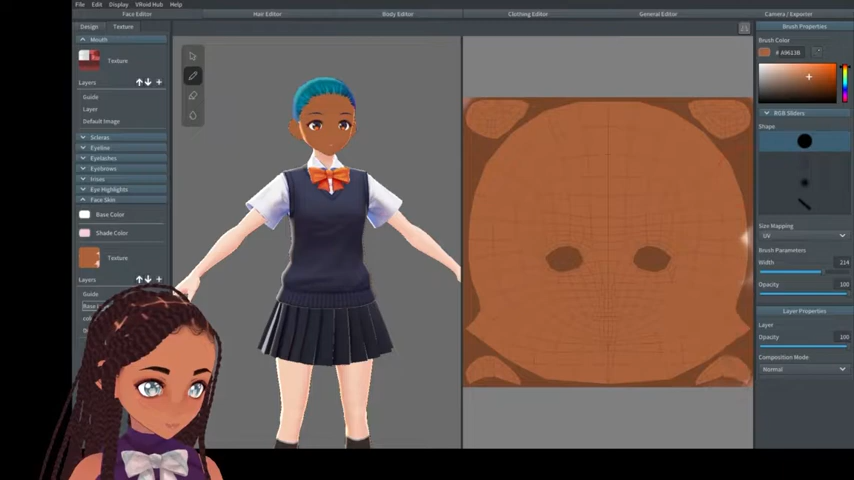 File Edit Display VRoid Hub Help
Face Editor Hair Editor Body Editor Clothing Editor General Editor Camera / Exporter
Design Texture
Mouth
Texture
Layers
Guide
Layer
Default Image
Scleras
Eyeline
Eyelashes
Eyebrows
Irises
Eye Highlights
Face Skin
Base Color
Shade Color
Texture
Layers
Guide
Brush Properties
Brush Color
# A9613B
RGB Sliders
Shape
Size Mapping
UV
Brush Parameters
Width 214
Opacity 100
Layer Properties
Layer
Opacity 100
Composition Mode
Normal